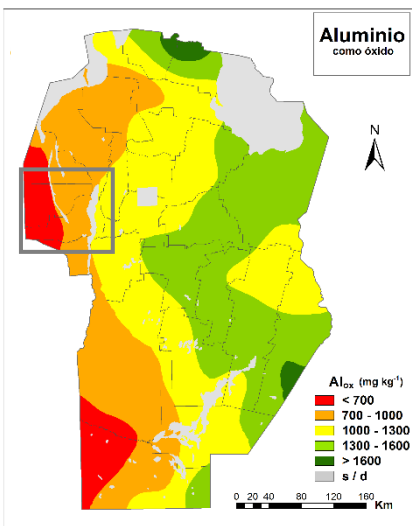 Aluminio
como óxido
N
Al ox (mg kg-1)
< 700
700 - 1000
1000 - 1300
1300 - 1600
> 1600
s / d
0 20 40 80 120 160
Km